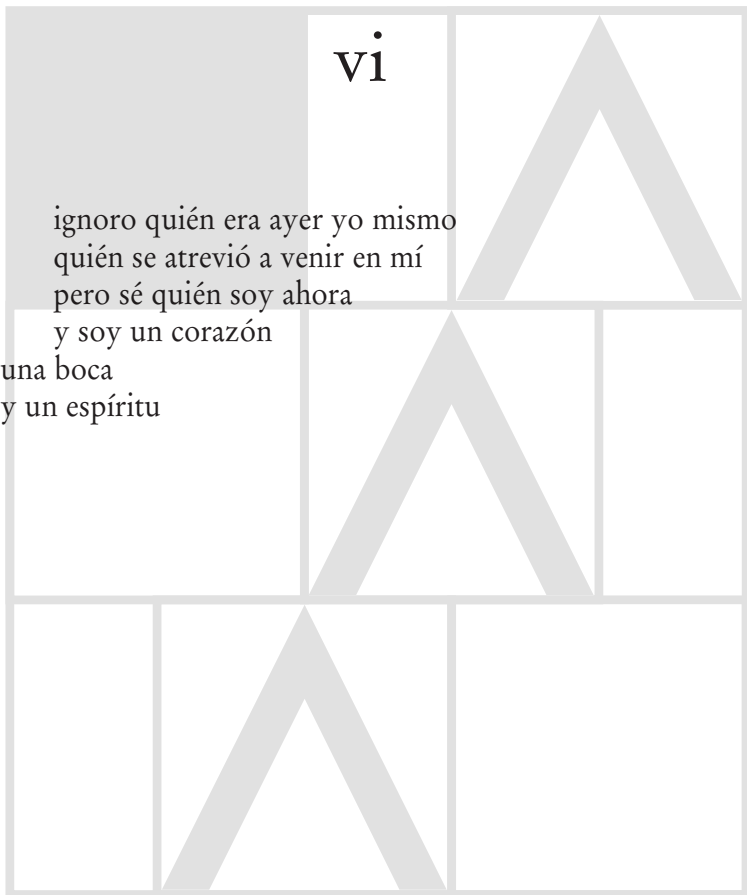 vi
ignoro quién era ayer yo mismo
quién se atrevió a venir en mí
pero sé quién soy ahora
y soy un corazón
una boca
y un espíritu